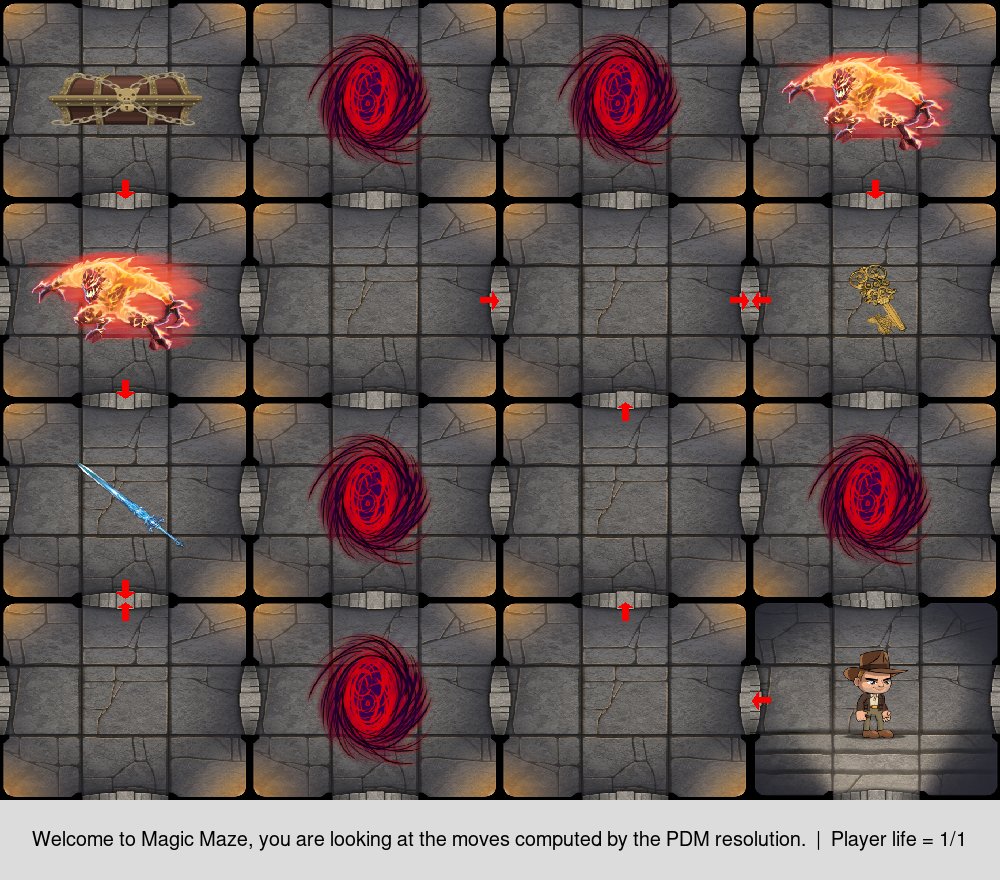 Welcome to Magic Maze, you are looking at the moves computed by the PDM resolution.  |  Player life = 1/1